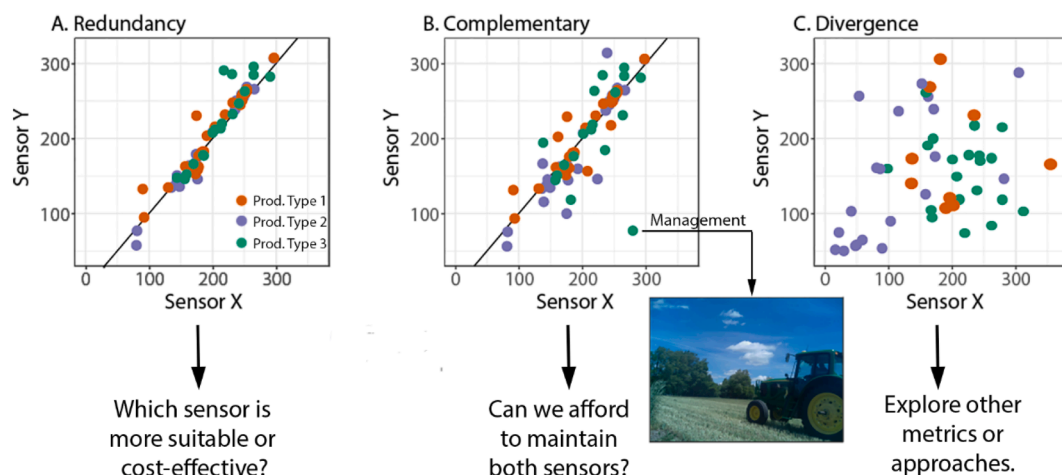 A. Redundancy
B. Complementary
C. Divergence
Sensor Y
300
200
100
0
100
200
300
Sensor X
Prod. Type 1
Prod. Type 2
Prod. Type 3
Sensor Y
300
200
100
0
100
200
300
Sensor X
Management
Sensor Y
300
200
100
0
100
200
300
Sensor X
Which sensor is
more suitable or
cost-effective?
Can we afford
to maintain
both sensors?
Explore other
metrics or
approaches.